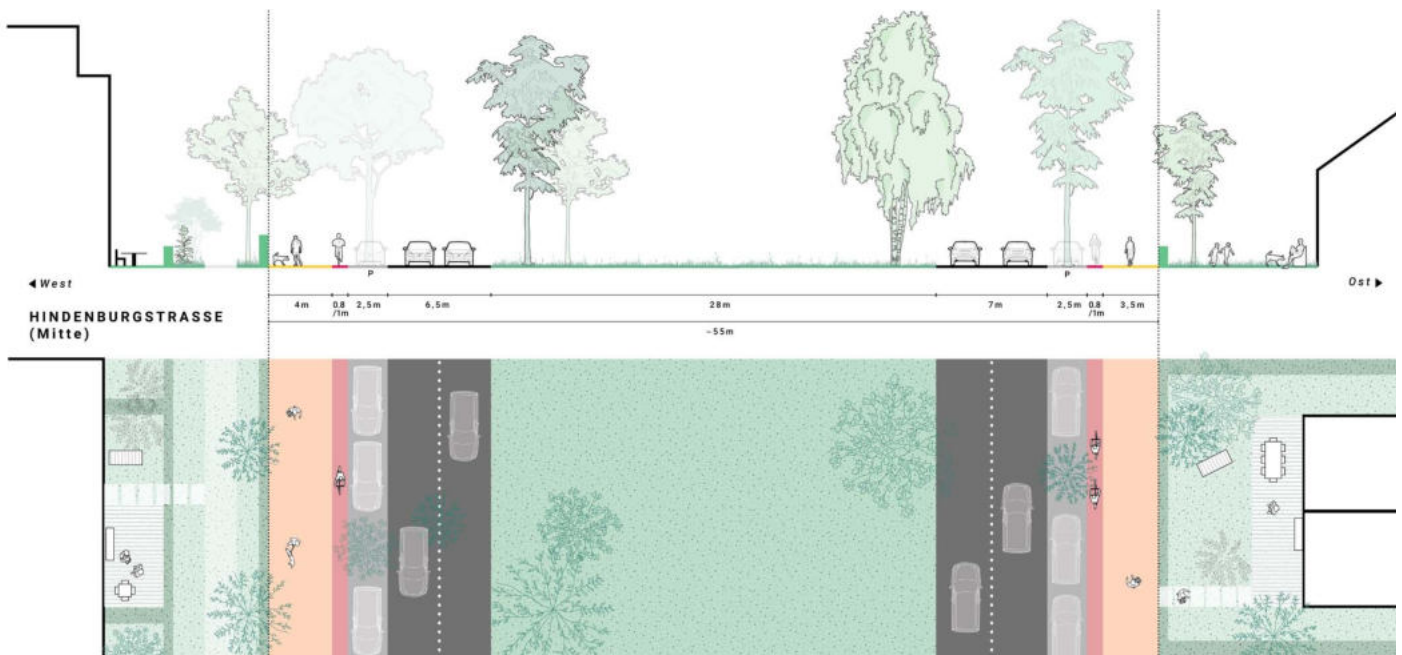 P
P
West
Ost
HINDENBURGSTRASSE
(Mitte)
4m
0.8
/1m
2,5m
6,5m
28m
7m
2,5m
0.8
/1m
3,5m
~55m